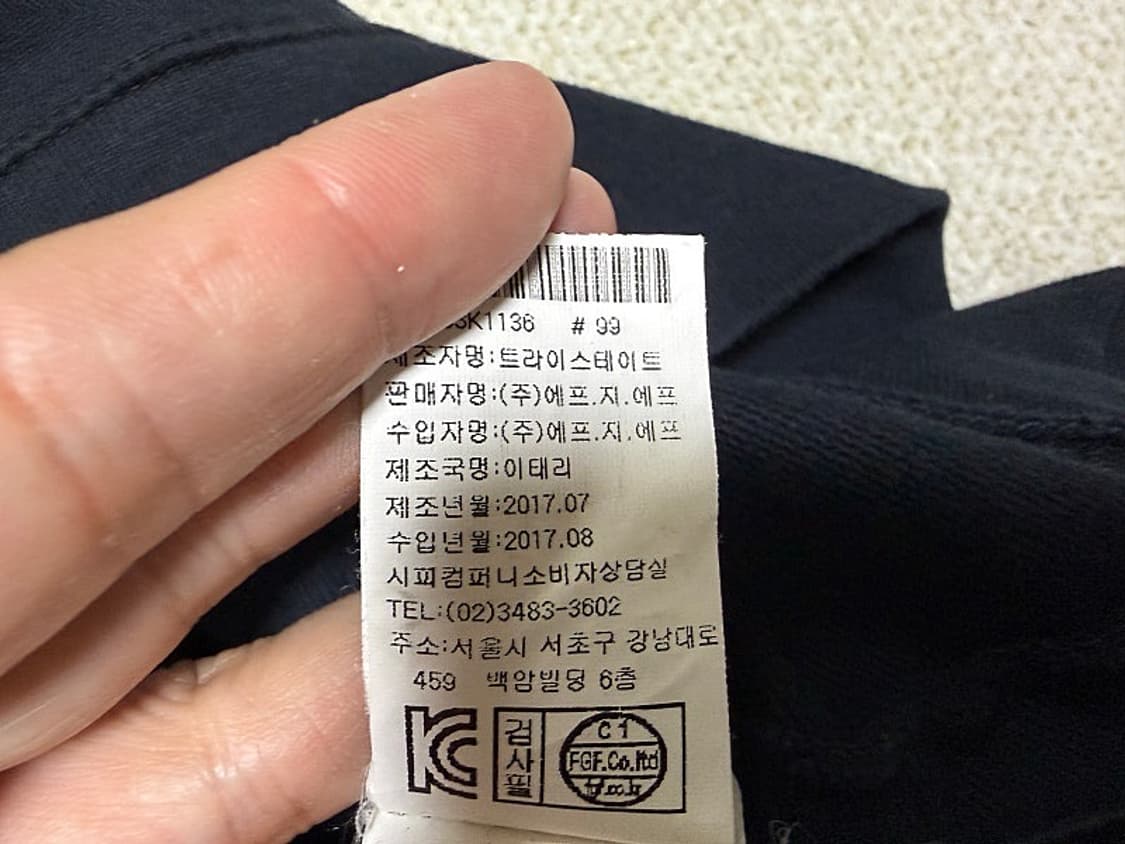 3K1136 # 99
제조자명:트라이스테이트
판매자명:(주)에프.지.에프
수입자명:(주)에프.지.에프
제조국명:이태리
제조년월:2017.07
수입년월:2017.08
시피컴퍼니소비자상담실
TEL:(02)3483-3602
주소:서울시 서초구 강남대로
459 백암빌딩 6층
KC
검사필
C 1
FGF.Co.ltd